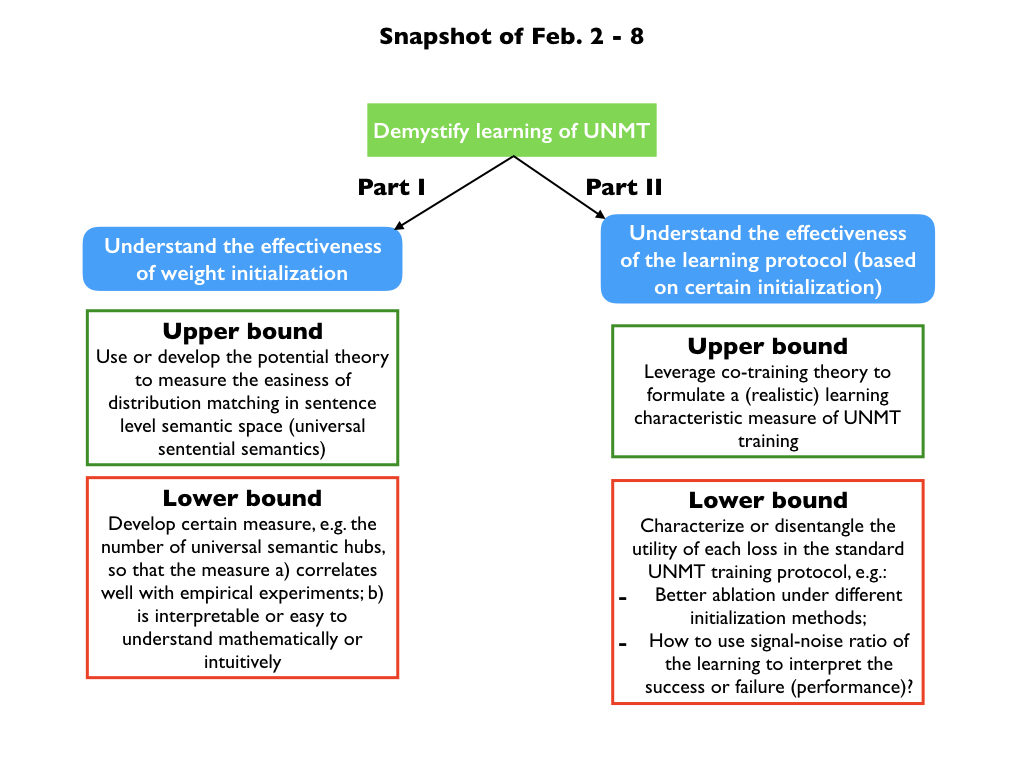 Snapshot of Feb. 2 - 8
Demystify learning of UNMT
Part I
Part II
Understand the effectiveness
of weight initialization
Upper bound
Use or develop the potential theory
to measure the easiness of
distribution matching in sentence
level semantic space (universal
sentential semantics)
Lower bound
Develop certain measure, e.g. the
number of universal semantic hubs,
so that the measure a) correlates
well with empirical experiments; b)
is interpretable or easy to
understand mathematically or
intuitively
Understand the effectiveness
of the learning protocol (based
on certain initialization)
Upper bound
Leverage co-training theory to
formulate a (realistic) learning
characteristic measure of UNMT
training
Lower bound
Characterize or disentangle the
utility of each loss in the standard
UNMT training protocol, e.g.:
- Better ablation under different
initialization methods;
- How to use signal-noise ratio of
the learning to interpret the
success or failure (performance)?